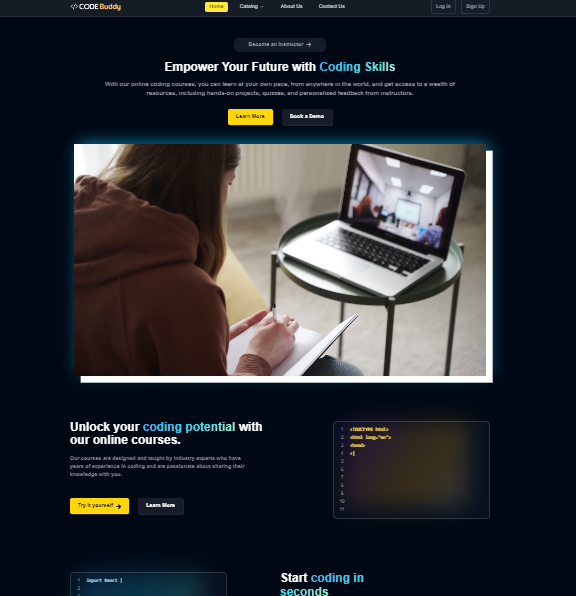 </> CODE Buddy Home Catalog About Us Contact Us Log in Sign Up
Become an Instructor →
Empower Your Future with Coding Skills
With our online coding courses, you can learn at your own pace, from anywhere in the world, and get access to a wealth of
resources, including hands-on projects, quizzes, and personalized feedback from instructors.
Learn More Book a Demo
Unlock your coding potential with
our online courses.
Our courses are designed and taught by industry experts who have
years of experience in coding and are passionate about sharing their
knowledge with you.
Try it yourself → Learn More
1 <!DOCTYPE html>
2 <html lang="en">
3 <head>
4 <|
5
6
7
8
9
10
11
1 import React |
2
Start coding in
seconds